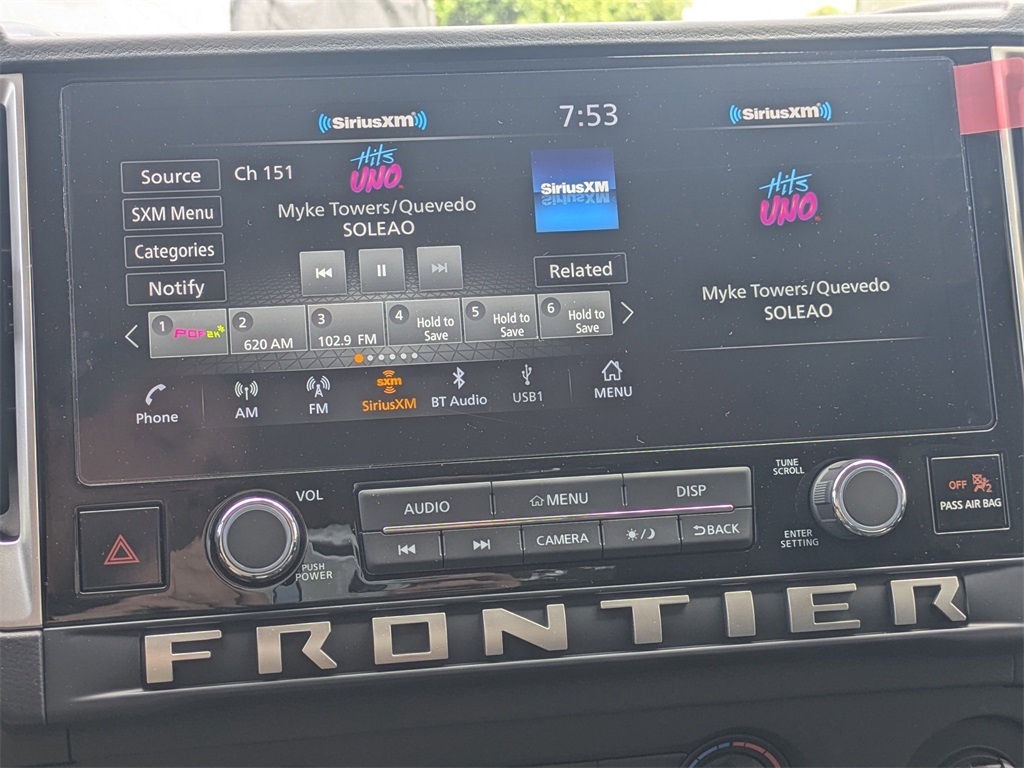 SiriusXM
7:53
SiriusXM
Source
Ch 151
Hits
UNO
SiriusXM
Hits
UNO
SXM Menu
Myke Towers/Quevedo
SOLEAO
Categories
Notify
Related
Myke Towers/Quevedo
SOLEAO
1 POP2K
2 620 AM
3 102.9 FM
4 Hold to
Save
5 Hold to
Save
6 Hold to
Save
Phone
AM
FM
sxm
SiriusXM
BT Audio
USB1
MENU
VOL
PUSH
POWER
AUDIO
MENU
DISP
CAMERA
BACK
TUNE
SCROLL
ENTER
SETTING
OFF 2
PASS AIR BAG
FRONTIER